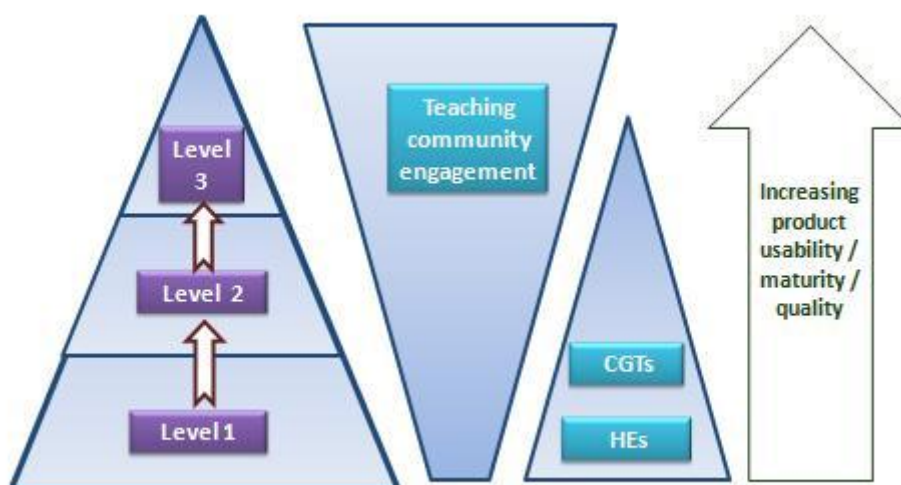 Level
3
Level 2
Level 1
Teaching
community
engagement
CGTs
HEs
Increasing
product
usability /
maturity /
quality